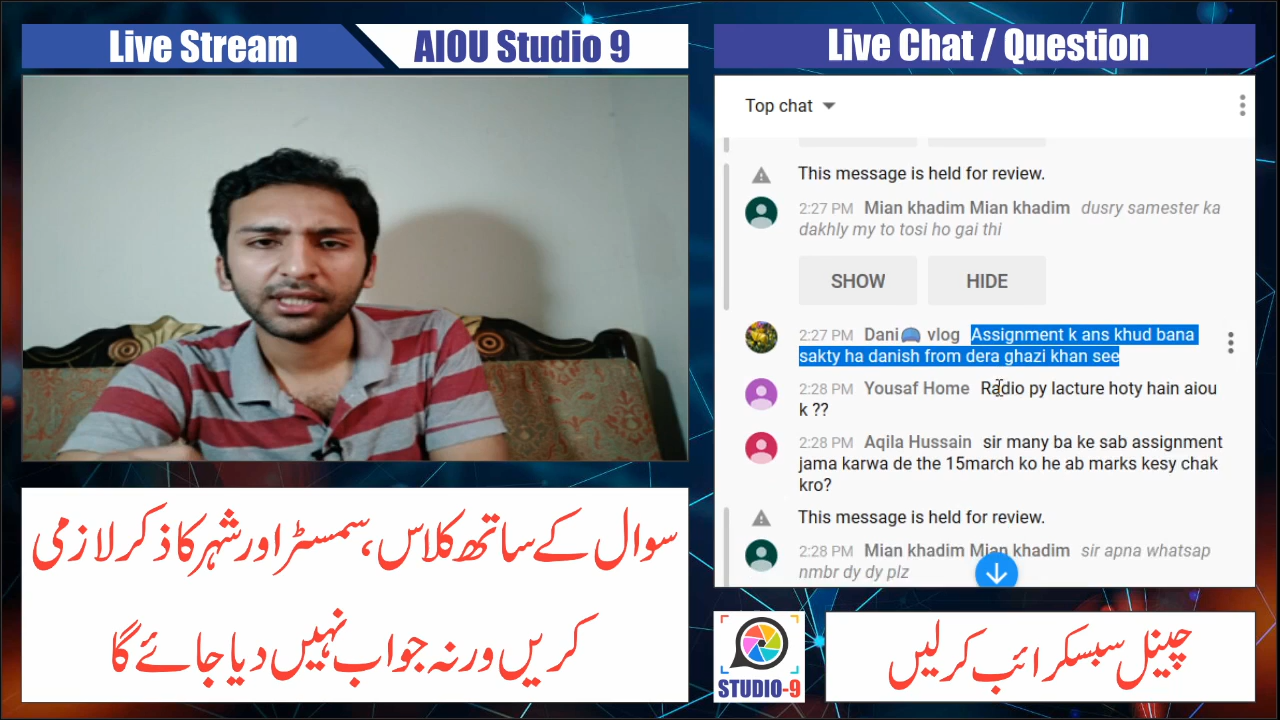 Live Stream
AIOU Studio 9
سوال کے ساتھ کلاس، سمسٹر اور شہر کا ذکر لازمی
کریں ورنہ جواب نہیں دیا جائے گا
Live Chat / Question
Top chat
This message is held for review.
2:27 PM Mian khadim Mian khadim dusry samester ka
dakhly my to tosi ho gai thi
SHOW HIDE
2:27 PM Dani🧢 vlog Assignment k ans khud bana
sakty ha danish from dera ghazi khan see
2:28 PM Yousaf Home Radio py lacture hoty hain aiou
k ??
2:28 PM Aqila Hussain sir many ba ke sab assignment
jama karwa de the 15march ko he ab marks kesy chak
kro?
This message is held for review.
2:28 PM Mian khadim Mian khadim sir apna whatsap
nmbr dy dy plz
STUDIO-9
چینل سبسکرائب کرلیں